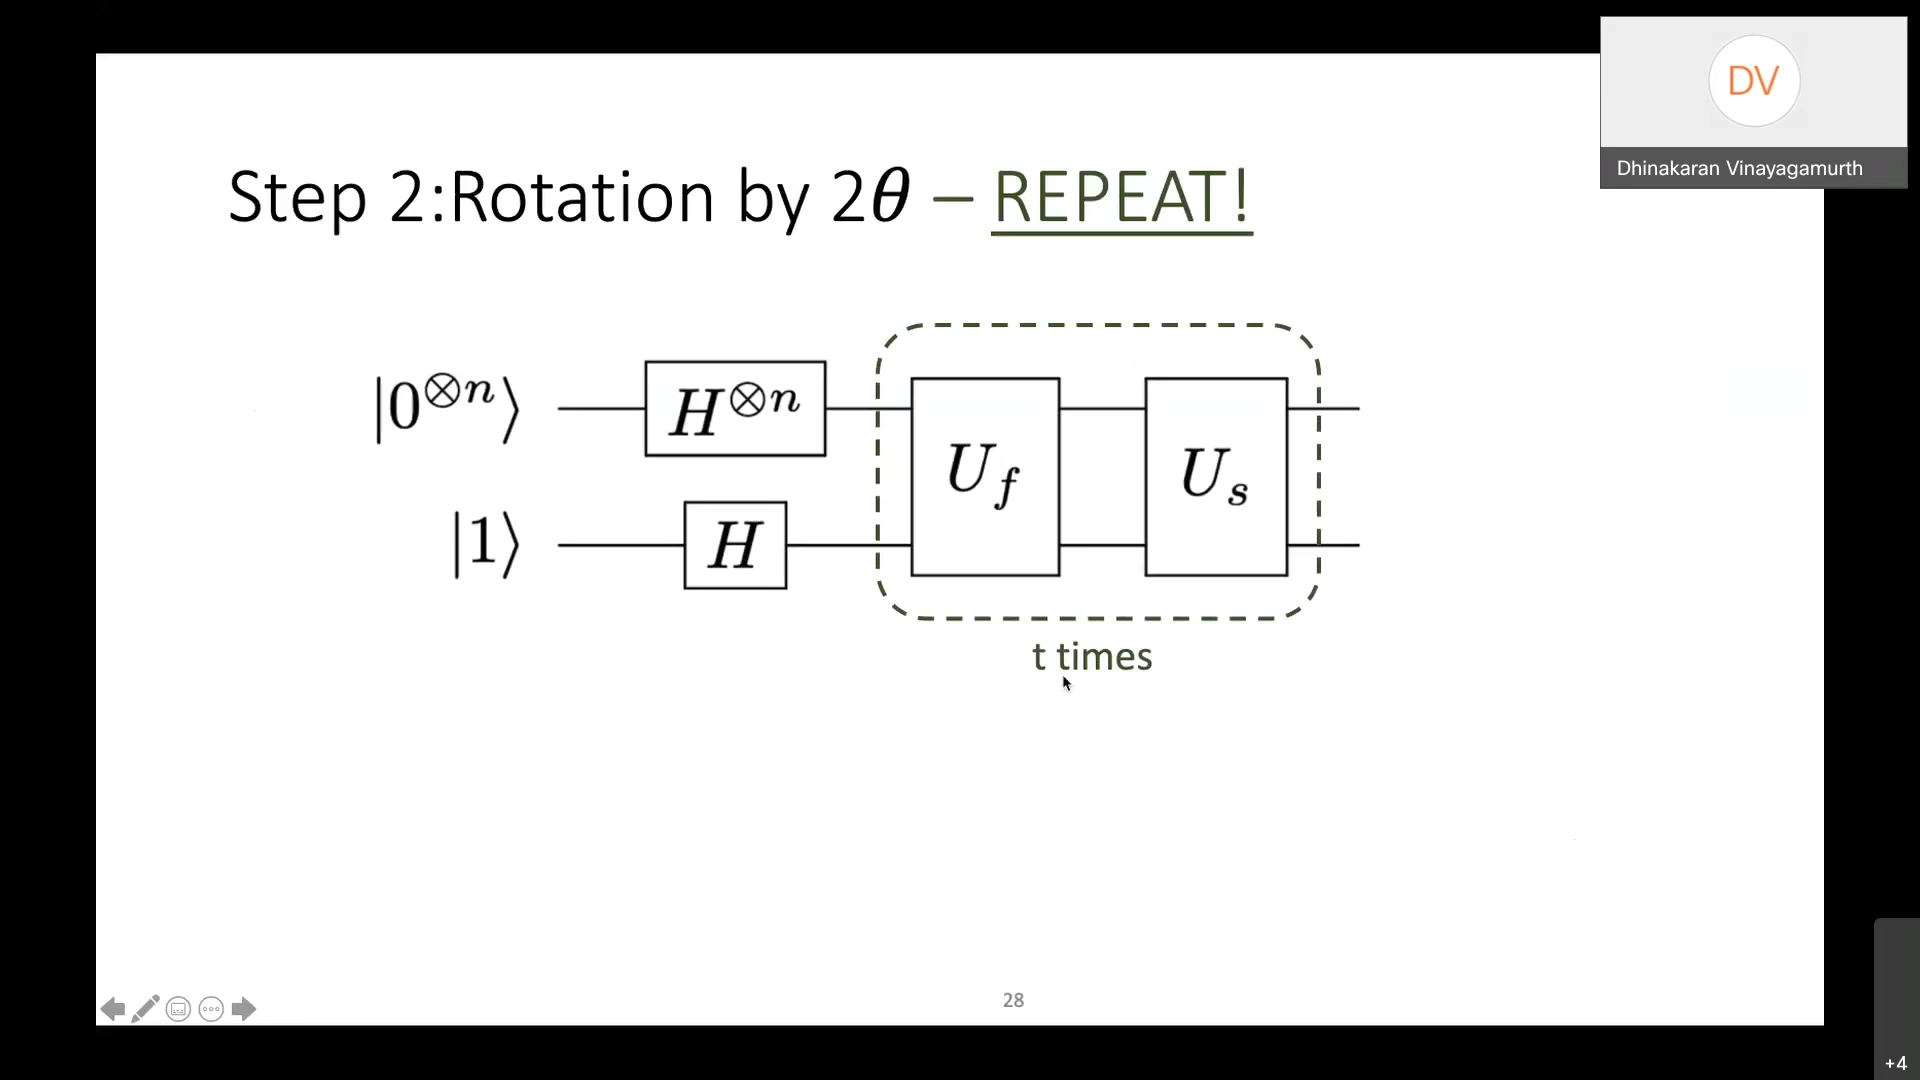 DV
Dhinakaran Vinayagamurth
Step 2:Rotation by 2θ – REPEAT!
|0^{⊗n}⟩
H^{⊗n}
U_f
U_s
|1⟩
H
t times
28
+4